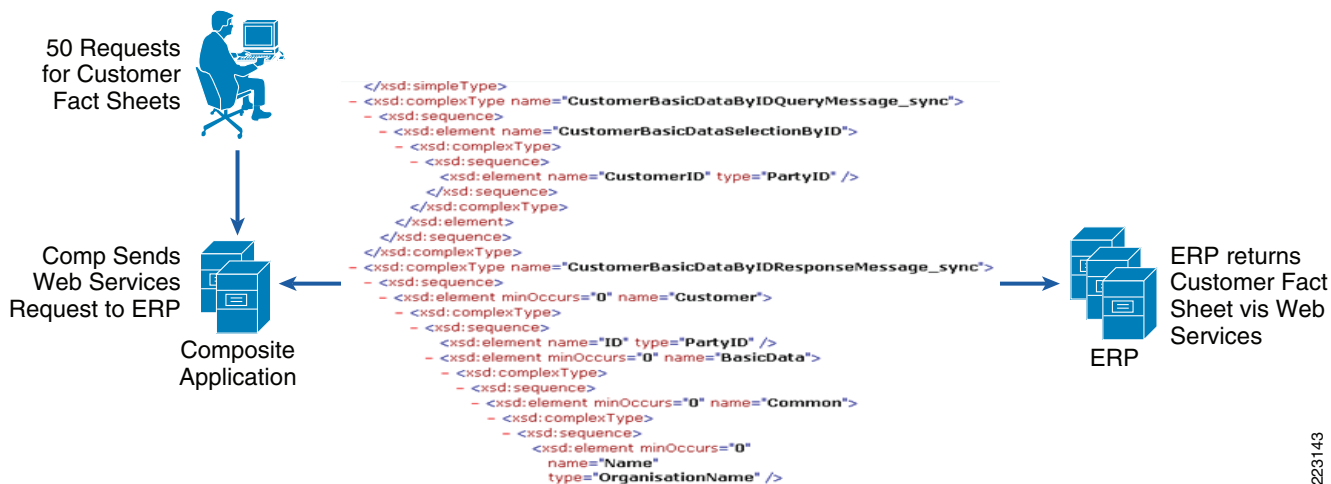 50 Requests
for Customer
Fact Sheets
</xsd:simpleType>
- <xsd:complexType name="CustomerBasicDataByIDQueryMessage_sync">
- <xsd:sequence>
- <xsd:element name="CustomerBasicDataSelectionByID">
- <xsd:complexType>
- <xsd:sequence>
<xsd:element name="CustomerID" type="PartyID" />
</xsd:sequence>
</xsd:complexType>
</xsd:element>
</xsd:sequence>
</xsd:complexType>
- <xsd:complexType name="CustomerBasicDataByIDResponseMessage_sync">
- <xsd:sequence>
- <xsd:element minOccurs="0" name="Customer">
- <xsd:complexType>
- <xsd:sequence>
<xsd:element name="ID" type="PartyID" />
- <xsd:element minOccurs="0" name="BasicData">
- <xsd:complexType>
- <xsd:sequence>
- <xsd:element minOccurs="0" name="Common">
- <xsd:complexType>
- <xsd:sequence>
<xsd:element minOccurs="0"
name="Name"
type="OrganisationName" />
Comp Sends
Web Services
Request to ERP
Composite
Application
ERP returns
Customer Fact
Sheet vis Web
Services
ERP
223143